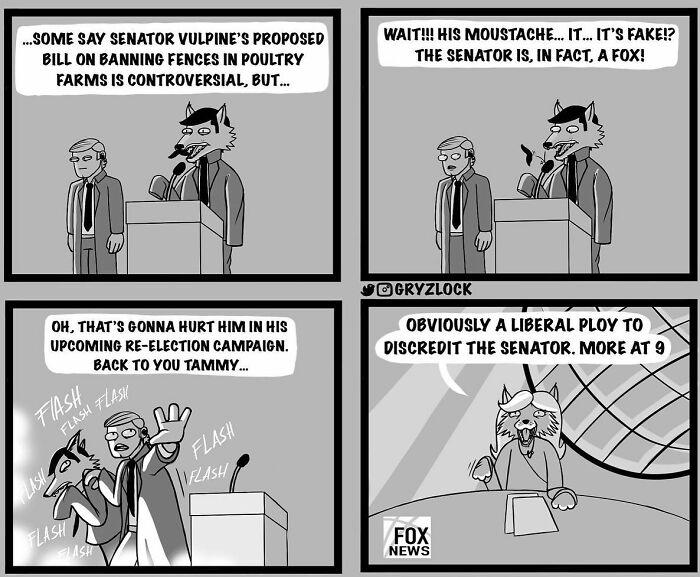 ...SOME SAY SENATOR VULPINE'S PROPOSED
BILL ON BANNING FENCES IN POULTRY
FARMS IS CONTROVERSIAL, BUT...
WAIT!!! HIS MOUSTACHE... IT... IT'S FAKE!?
THE SENATOR IS, IN FACT, A FOX!
GRYZLOCK
OH, THAT'S GONNA HURT HIM IN HIS
UPCOMING RE-ELECTION CAMPAIGN.
BACK TO YOU TAMMY...
FLASH
FLASH FLASH
FLASH
FLASH
FLASH
FLASH
FLASH
OBVIOUSLY A LIBERAL PLOY TO
DISCREDIT THE SENATOR. MORE AT 9
FOX
NEWS